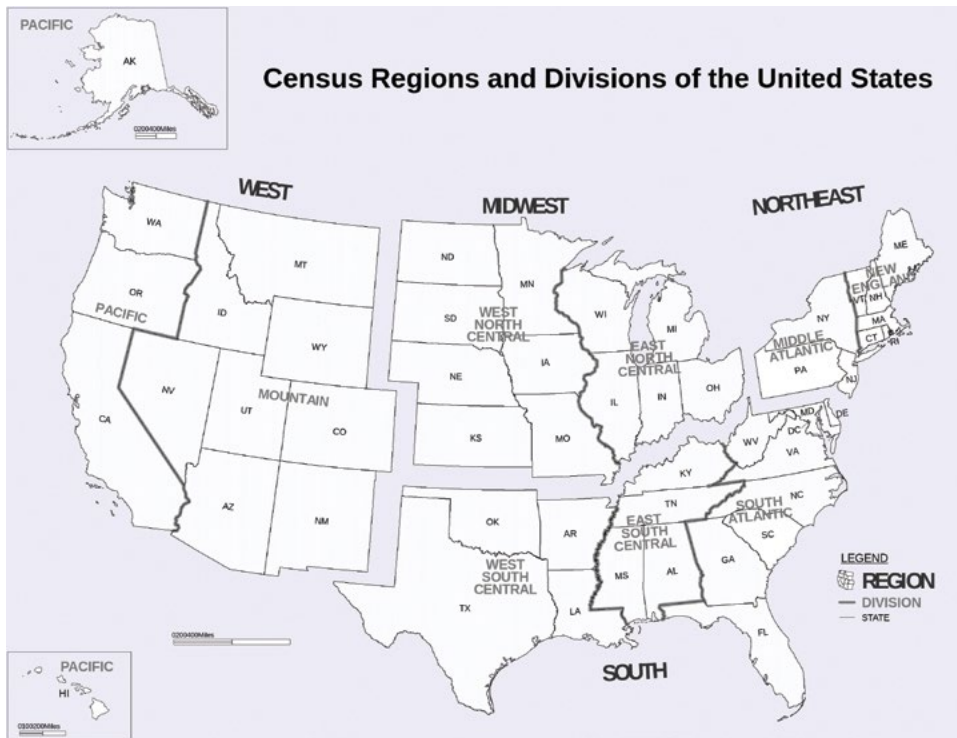 PACIFIC
AK
0200400Miles
Census Regions and Divisions of the United States
WEST
MIDWEST
NORTHEAST
WA
MT
ND
MN
ME
OR
ID
SD
WI
MI
NY
VT
NH
NEW
ENGLAND
MA
CT
RI
PACIFIC
WY
WEST
NORTH
CENTRAL
EAST
NORTH
CENTRAL
MIDDLE
ATLANTIC
PA
NJ
NV
UT
MOUNTAIN
CO
NE
IA
IL
IN
OH
CA
KS
MO
WV
MD
DE
DC
VA
KY
AZ
NM
OK
AR
TN
NC
SOUTH
ATLANTIC
EAST
SOUTH
CENTRAL
SC
WEST
SOUTH
CENTRAL
MS
AL
GA
TX
LA
FL
LEGEND
REGION
DIVISION
STATE
0200400Miles
SOUTH
PACIFIC
HI
0100200Miles